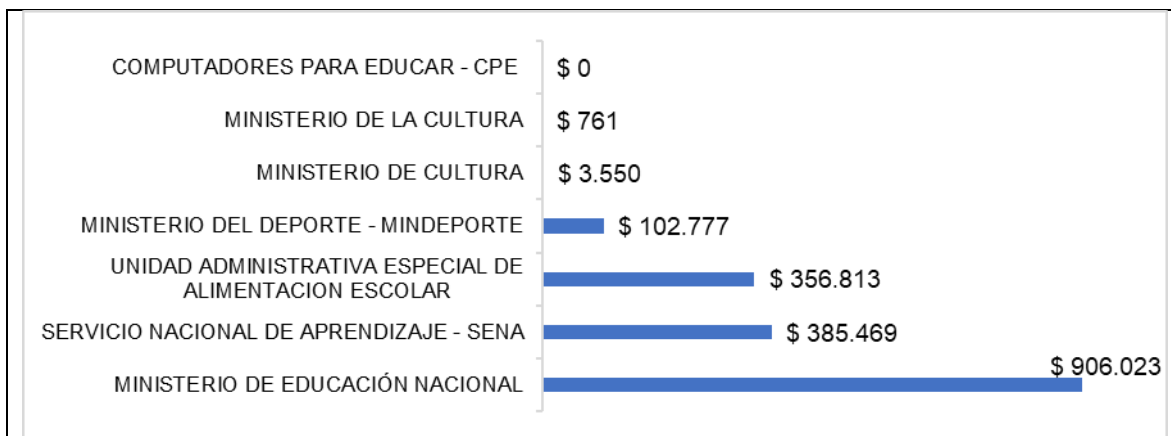 COMPUTADORES PARA EDUCAR - CPE $ 0
MINISTERIO DE LA CULTURA $ 761
MINISTERIO DE CULTURA $ 3.550
MINISTERIO DEL DEPORTE - MINDEPORTE $ 102.777
UNIDAD ADMINISTRATIVA ESPECIAL DE
ALIMENTACION ESCOLAR $ 356.813
SERVICIO NACIONAL DE APRENDIZAJE - SENA $ 385.469
MINISTERIO DE EDUCACIÓN NACIONAL $ 906.023